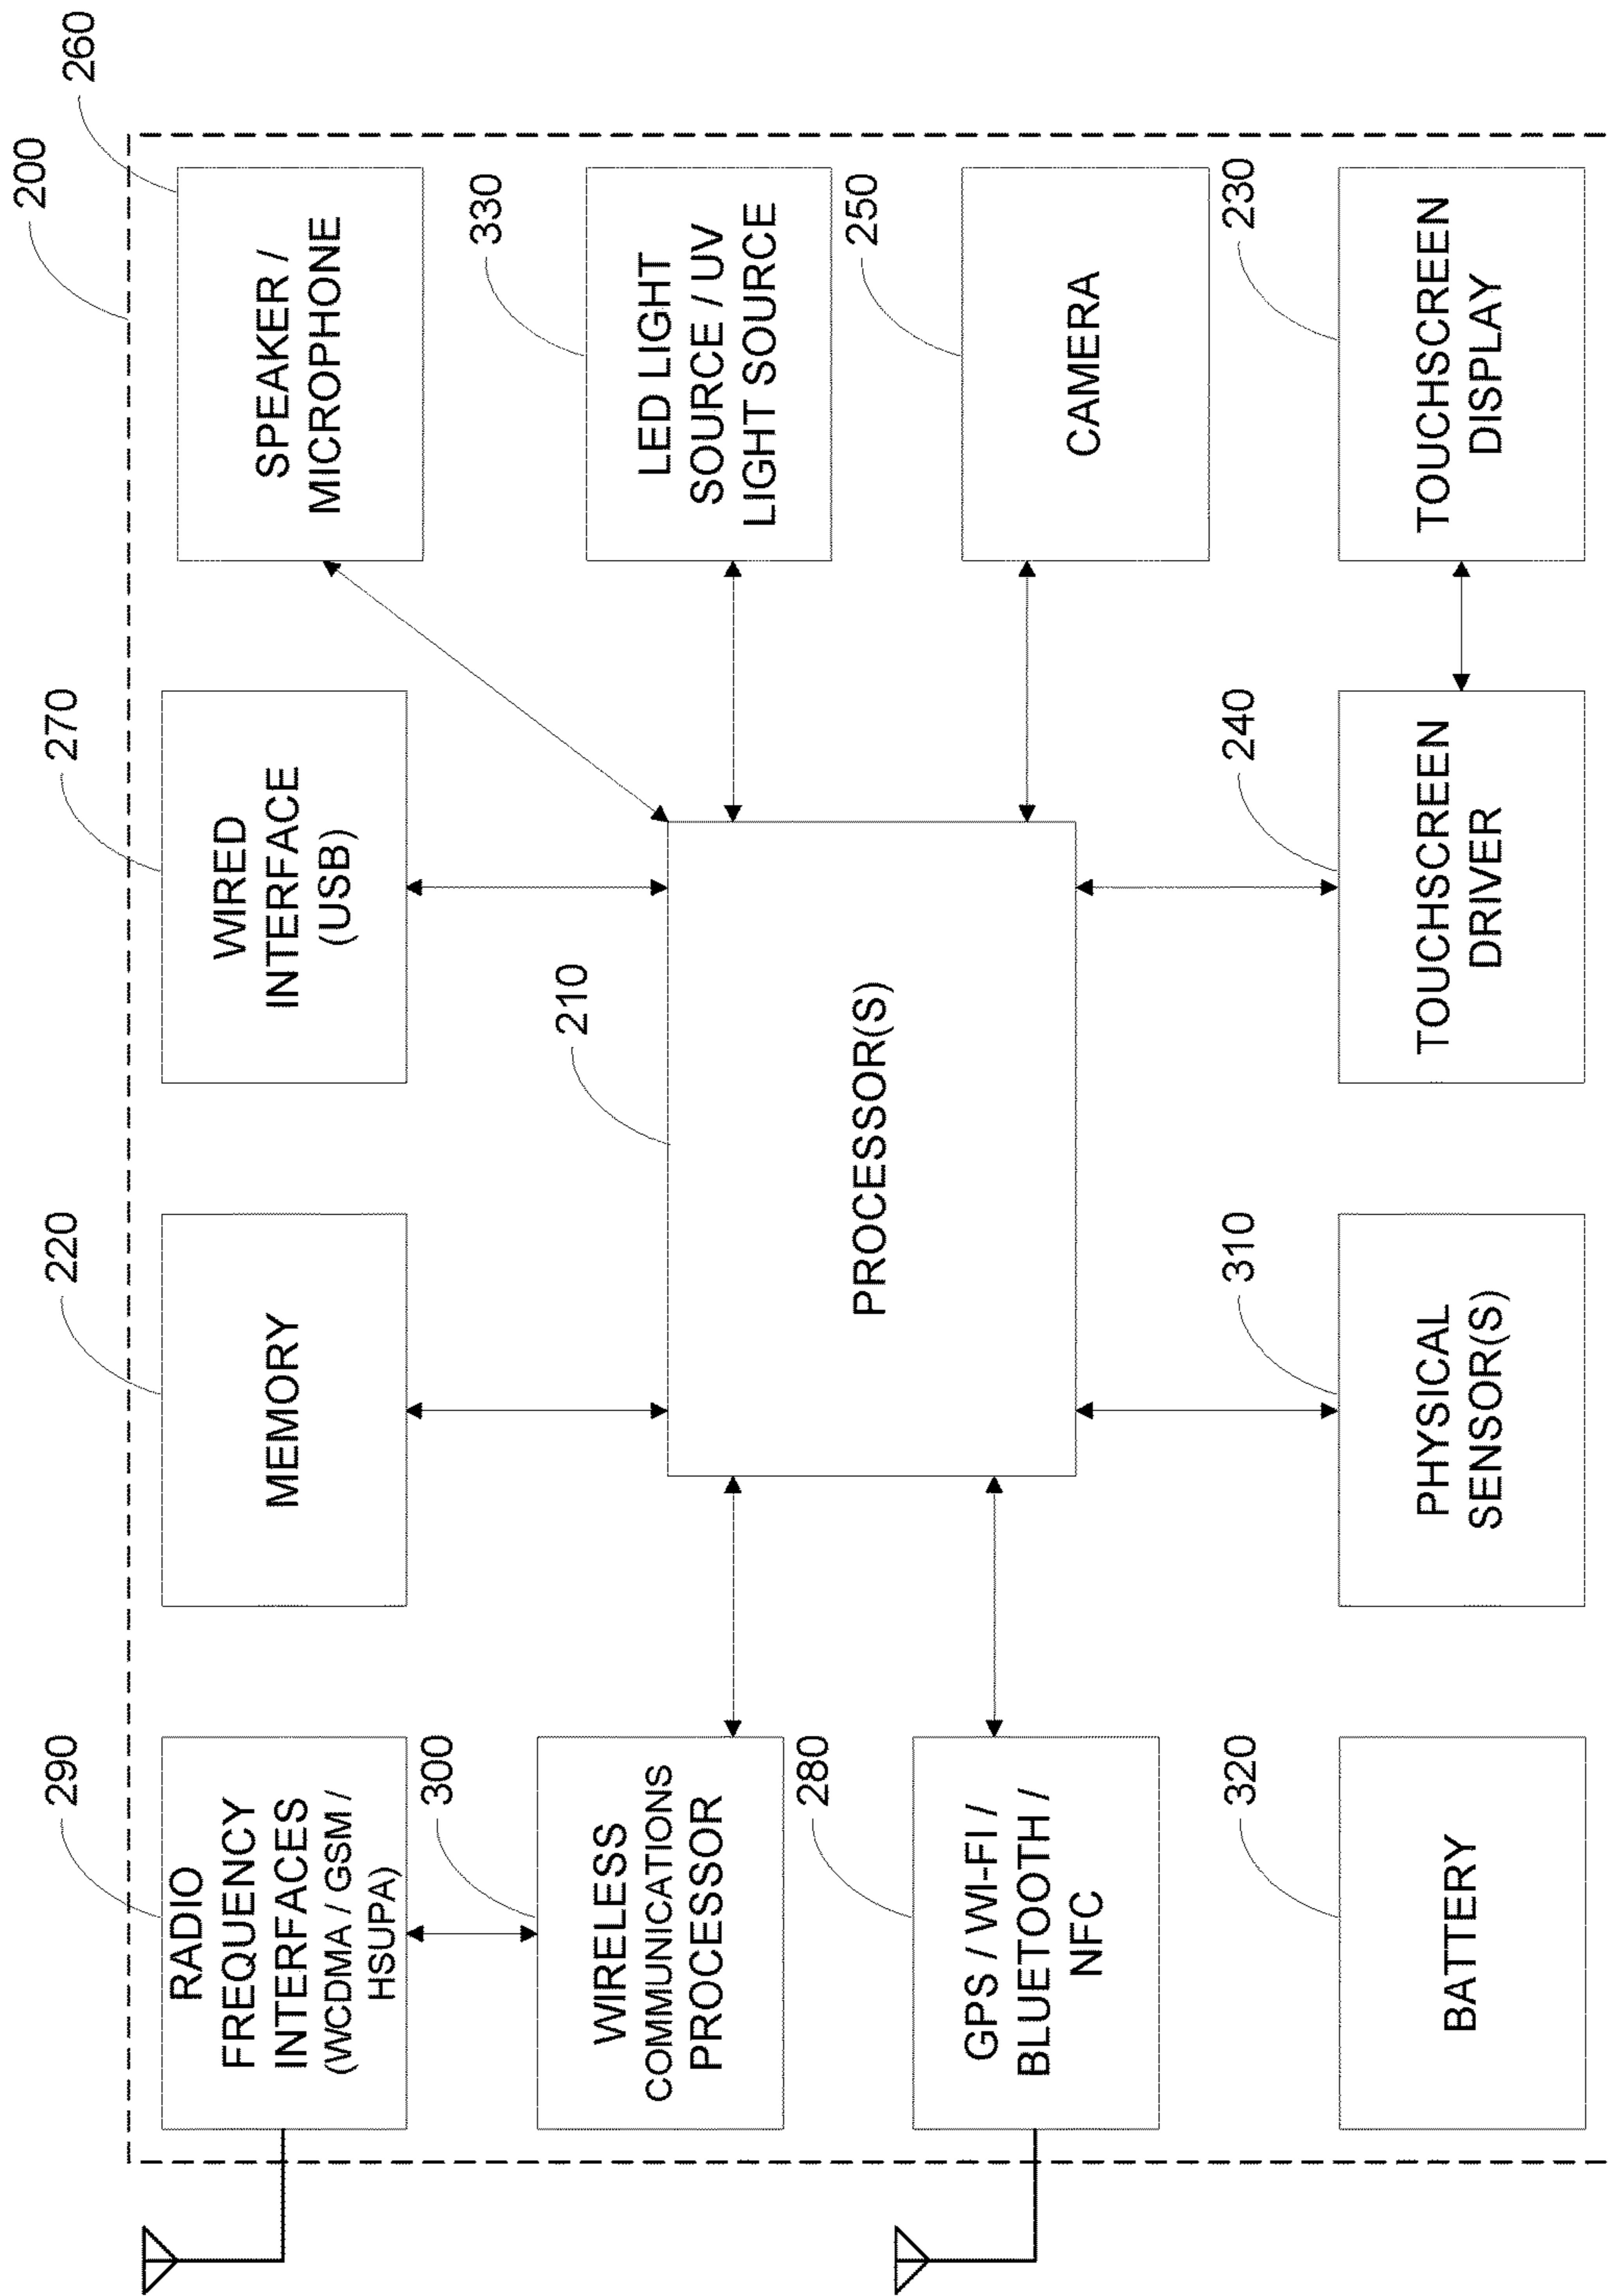 200
260
290
RADIO
FREQUENCY
INTERFACES
(WCDMA / GSM /
HSUPA)
220
MEMORY
270
WIRED
INTERFACE
(USB)
SPEAKER /
MICROPHONE
300
WIRELESS
COMMUNICATIONS
PROCESSOR
210
PROCESSOR(S)
330
LED LIGHT
SOURCE / UV
LIGHT SOURCE
280
GPS / WI-FI /
BLUETOOTH /
NFC
250
CAMERA
320
BATTERY
310
PHYSICAL
SENSOR(S)
240
TOUCHSCREEN
DRIVER
230
TOUCHSCREEN
DISPLAY